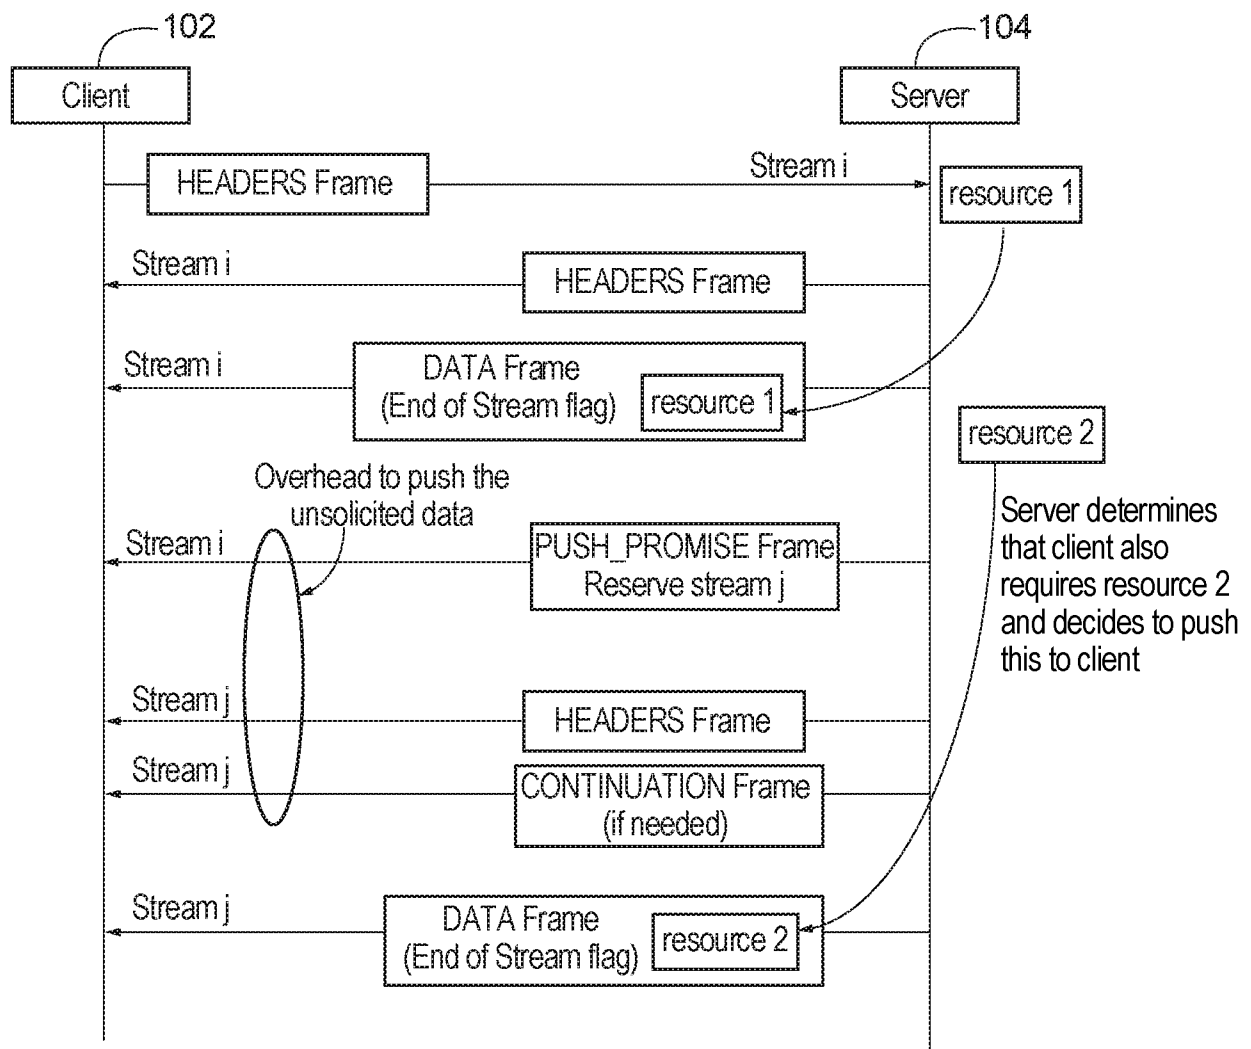 102
104
Client
Server
HEADERS Frame
Stream i
resource 1
Stream i
HEADERS Frame
Stream i
DATA Frame
(End of Stream flag)
resource 1
resource 2
Overhead to push the
unsolicited data
Server determines
that client also
requires resource 2
and decides to push
this to client
Stream i
PUSH_PROMISE Frame
Reserve stream j
Stream j
HEADERS Frame
Stream j
CONTINUATION Frame
(if needed)
Stream j
DATA Frame
(End of Stream flag)
resource 2